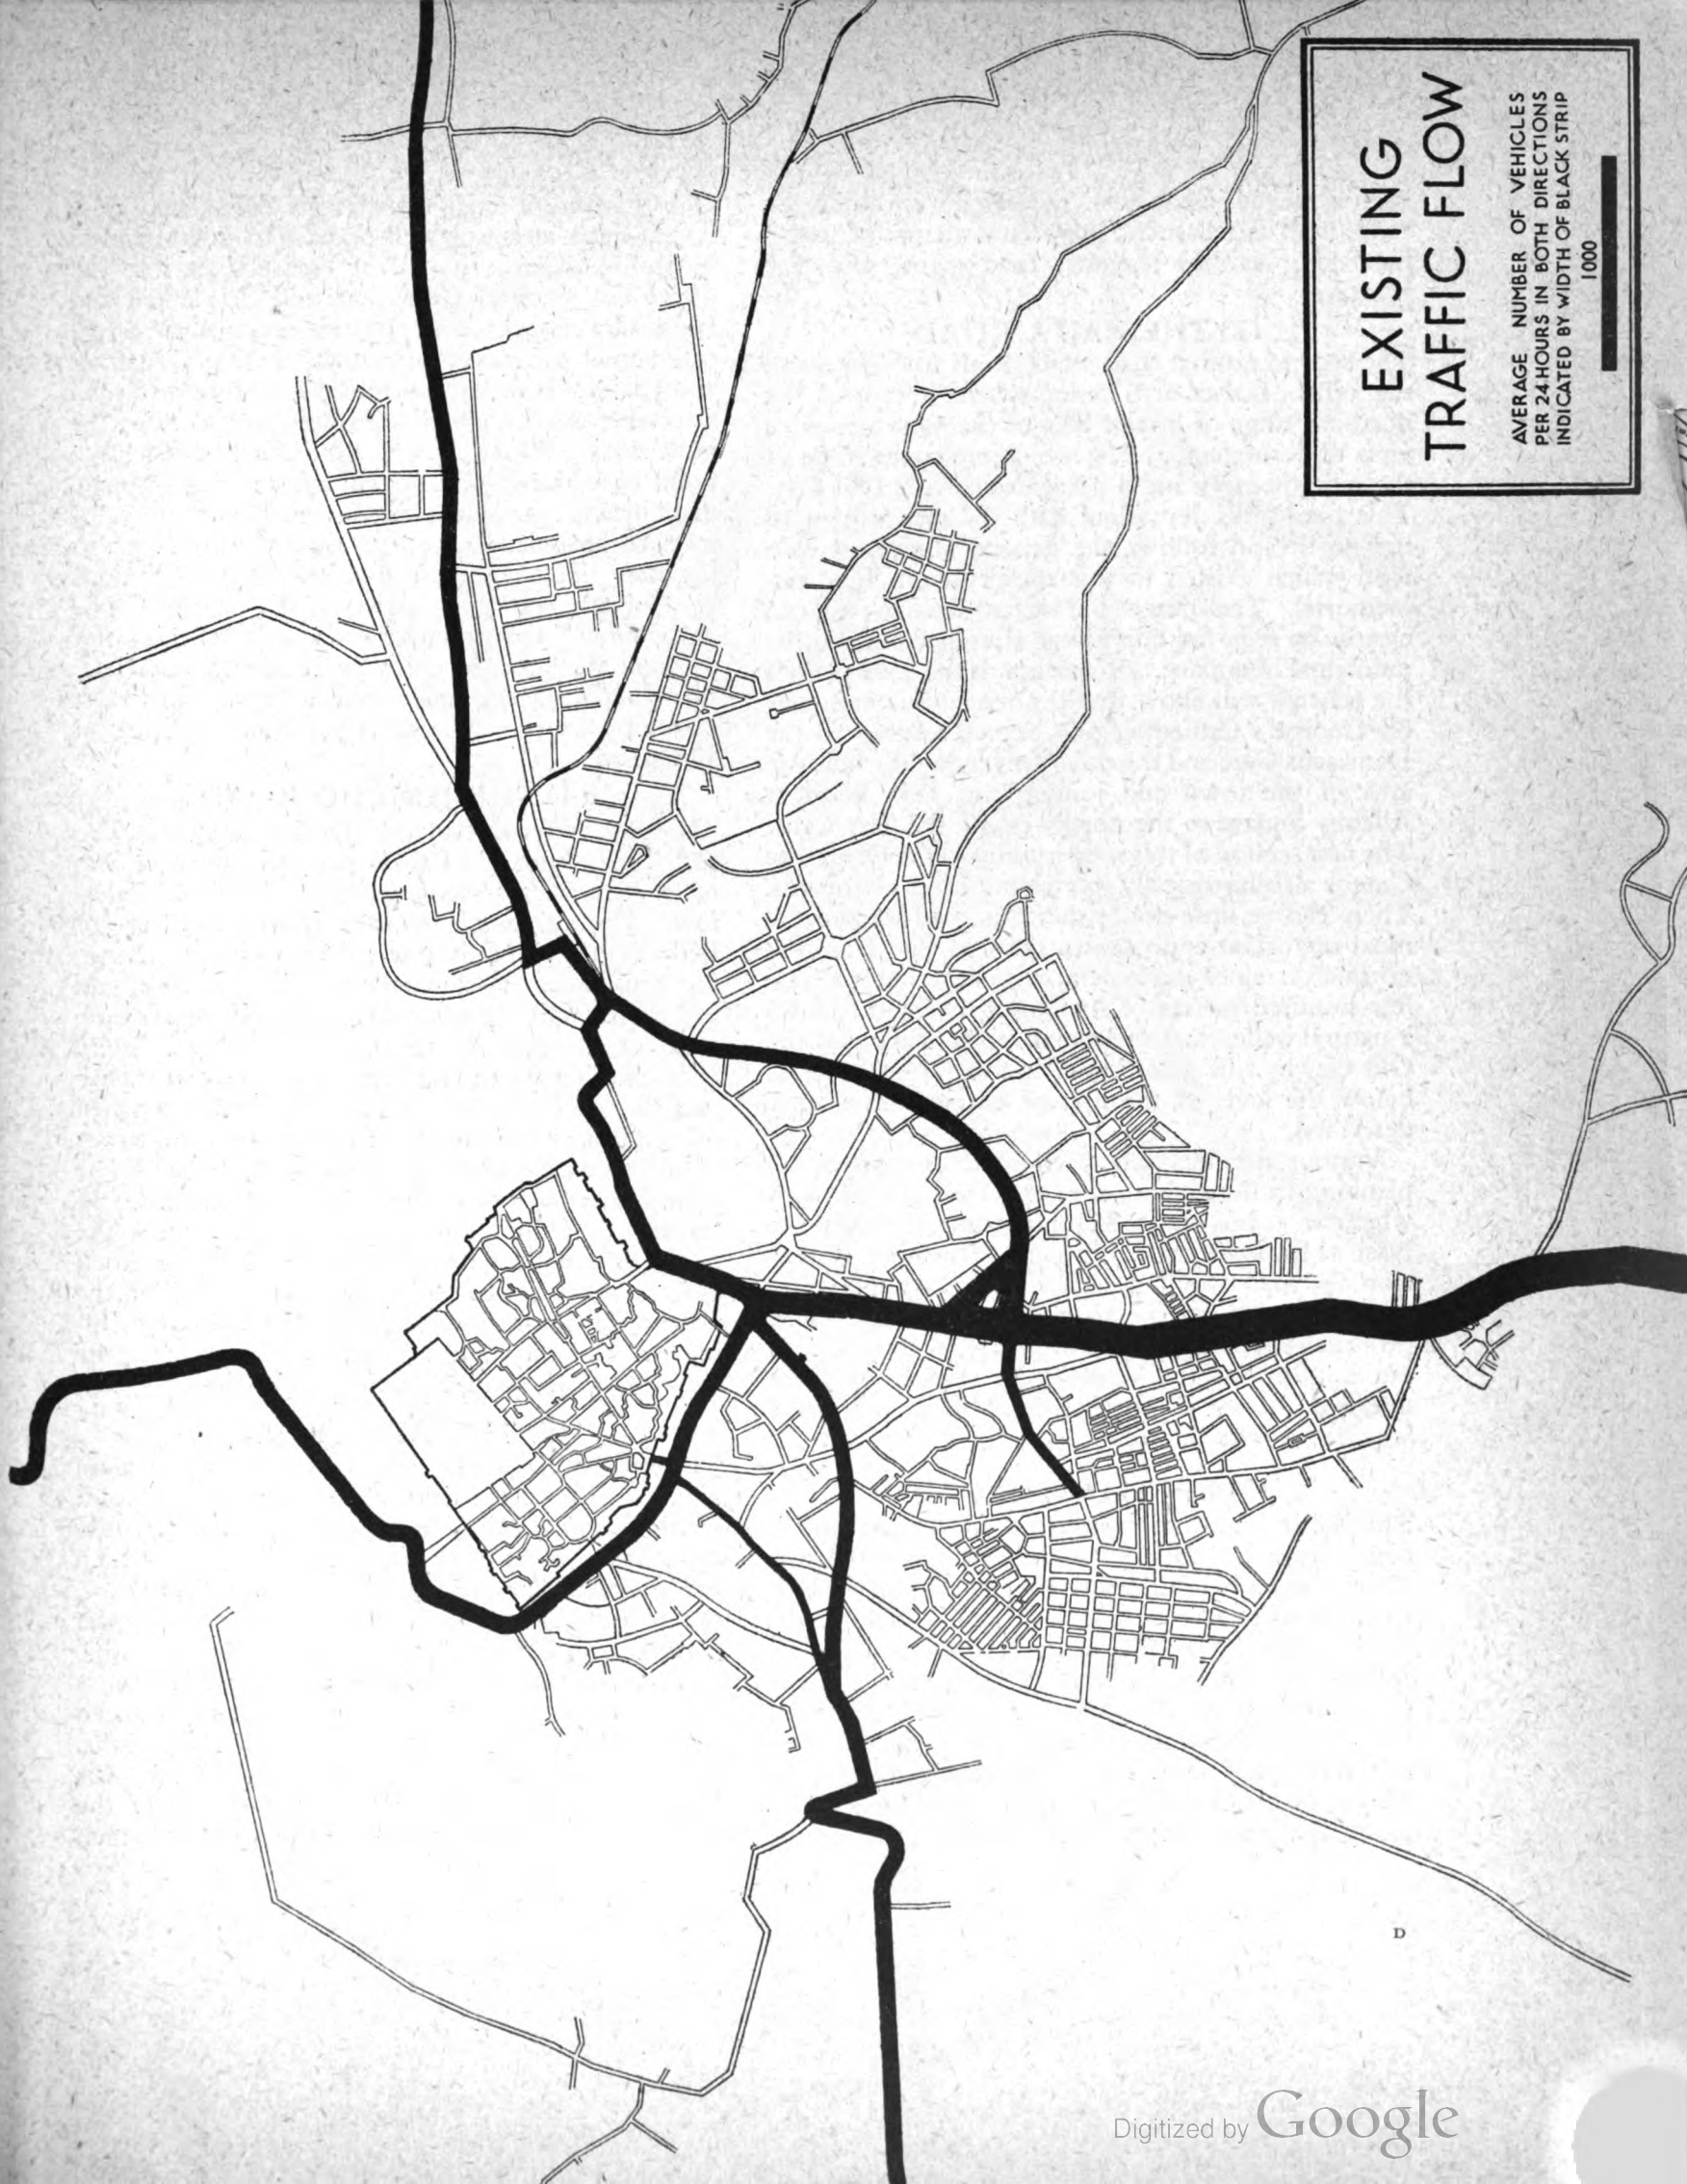 EXISTING
TRAFFIC FLOW
AVERAGE NUMBER OF VEHICLES
PER 24 HOURS IN BOTH DIRECTIONS
INDICATED BY WIDTH OF BLACK STRIP
1000
D
Digitized by Google